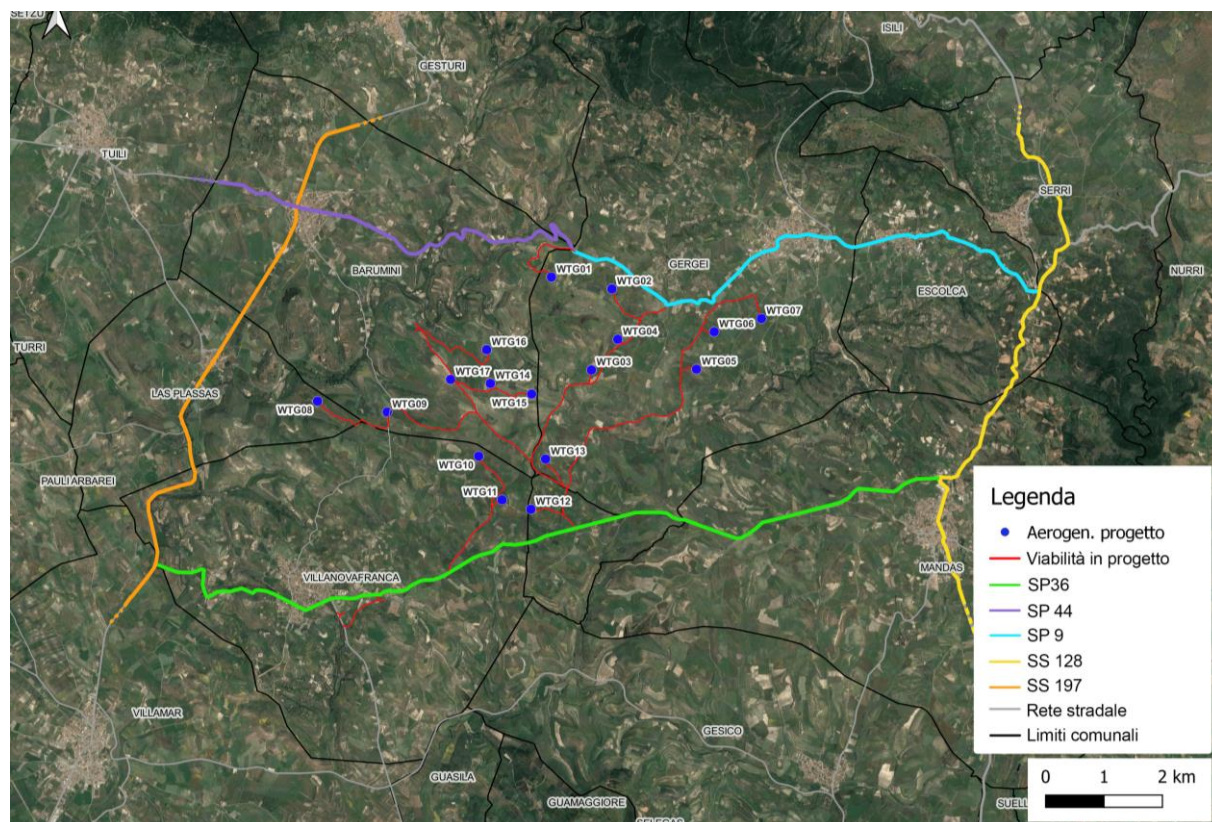 SETZU
ISILI
GESTURI
TUILI
SERRI
GERGEI
NURRI
BARUMINI
WTG01
WTG02
ESCOLCA
WTG07
WTG06
WTG04
TURRI
WTG16
WTG03
WTG05
WTG17
WTG14
LAS PLASSAS
WTG15
WTG08
WTG09
WTG13
WTG10
PAULI ARBAREI
WTG11
WTG12
MANDAS
VILLANOVAFRANCA
VILLAMAR
GESICO
GUASILA
GUAMAGGIORE
SELEGAS
SUELL
Legenda
Aerogen. progetto
Viabilità in progetto
SP36
SP 44
SP 9
SS 128
SS 197
Rete stradale
Limiti comunali
0 1 2 km